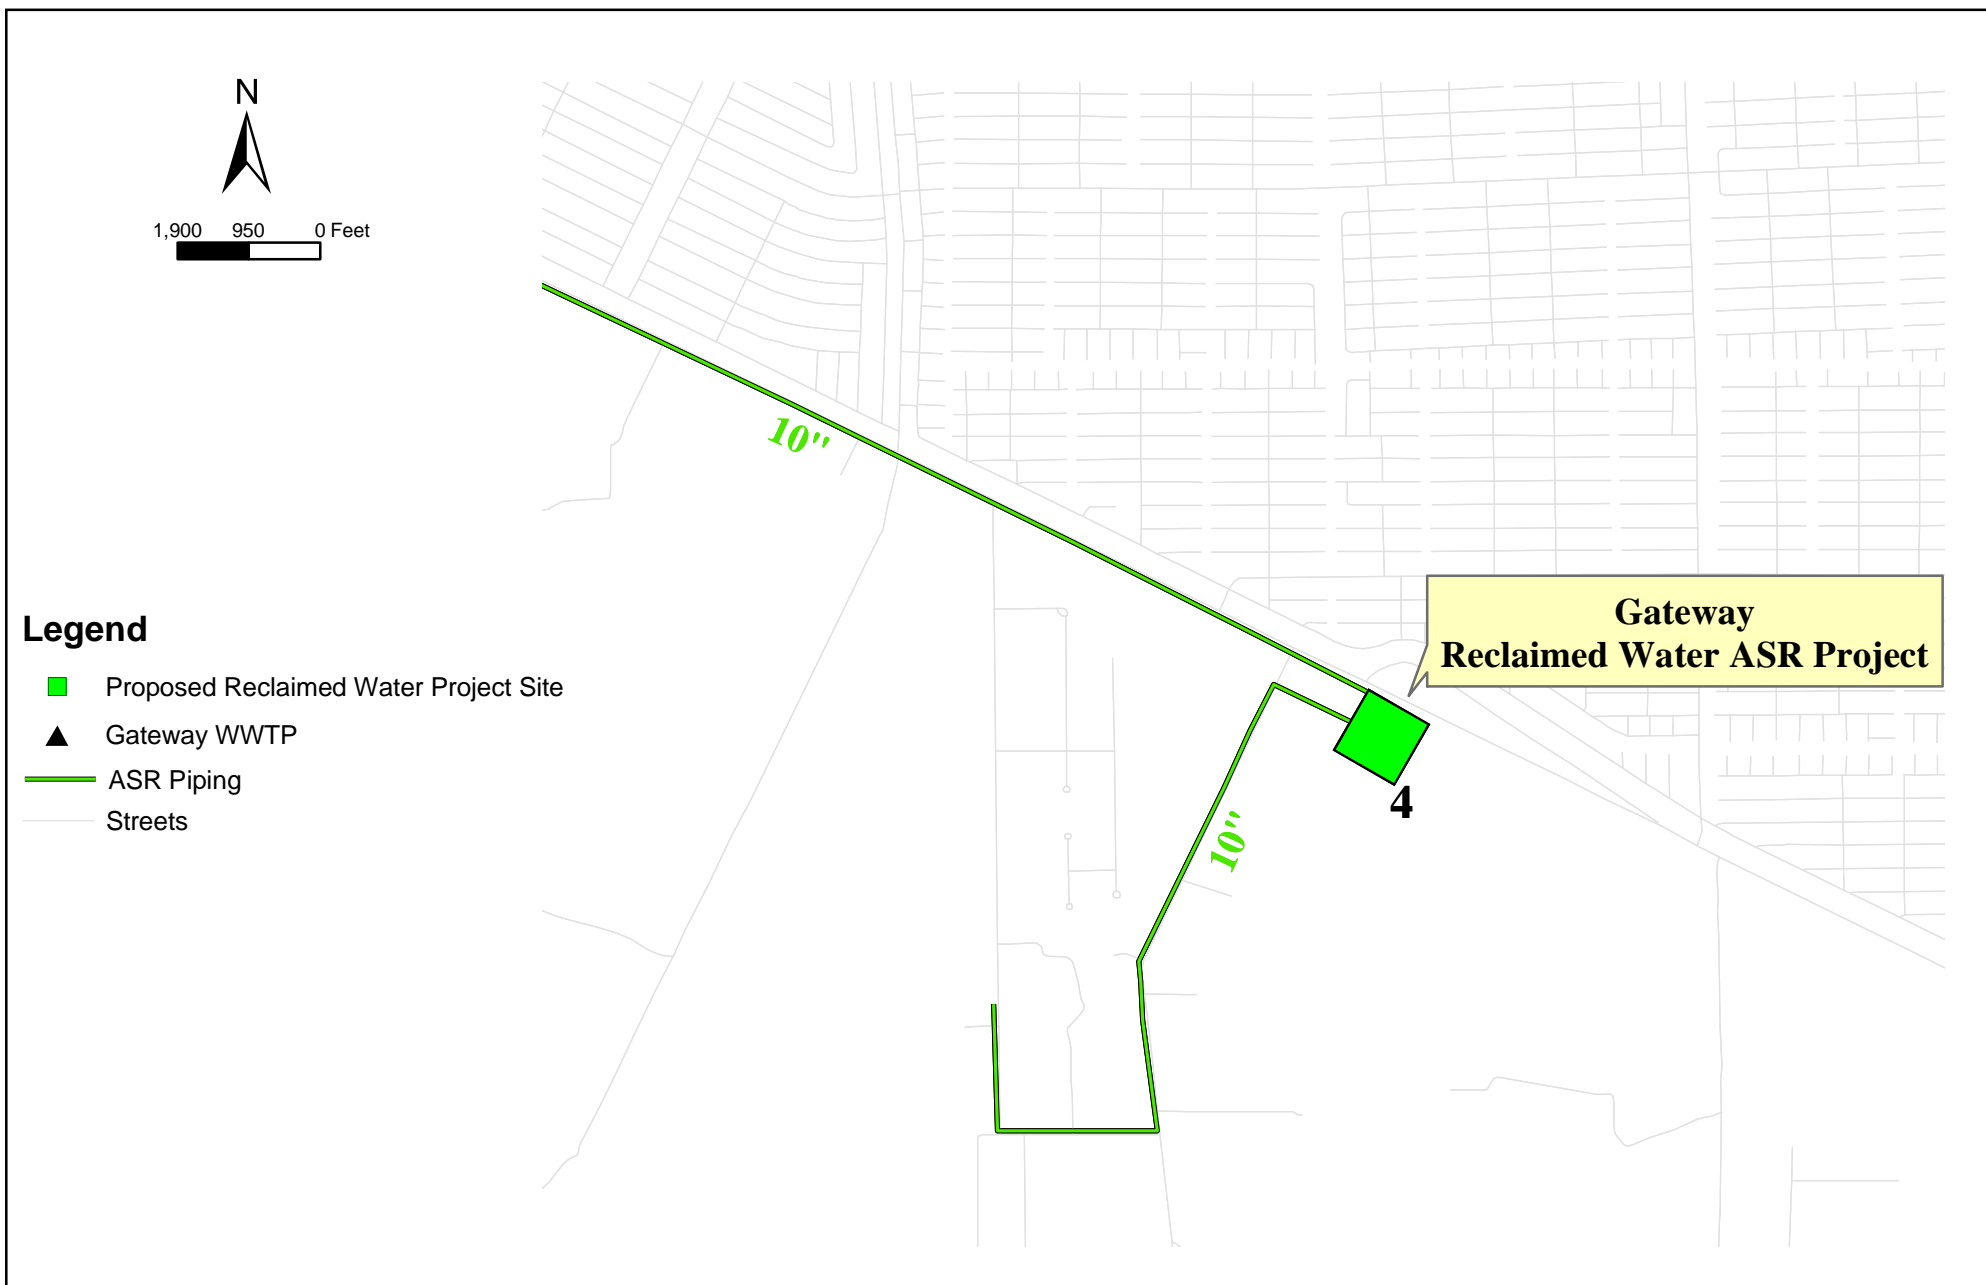 N
1,900 950 0 Feet
10"
Gateway
Reclaimed Water ASR Project
Legend
Proposed Reclaimed Water Project Site
Gateway WWTP
ASR Piping
Streets
4
10"